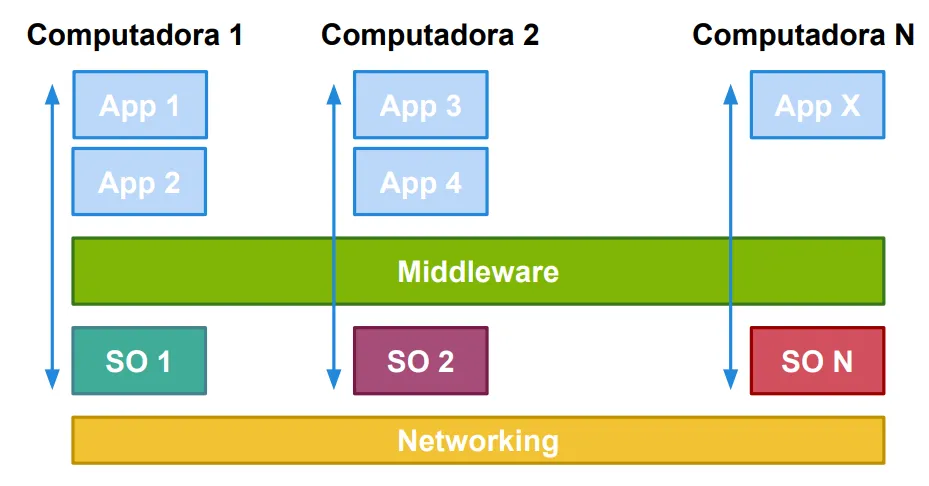 Computadora 1
Computadora 2
Computadora N
App 1
App 3
App X
App 2
App 4
Middleware
SO 1
SO 2
SO N
Networking